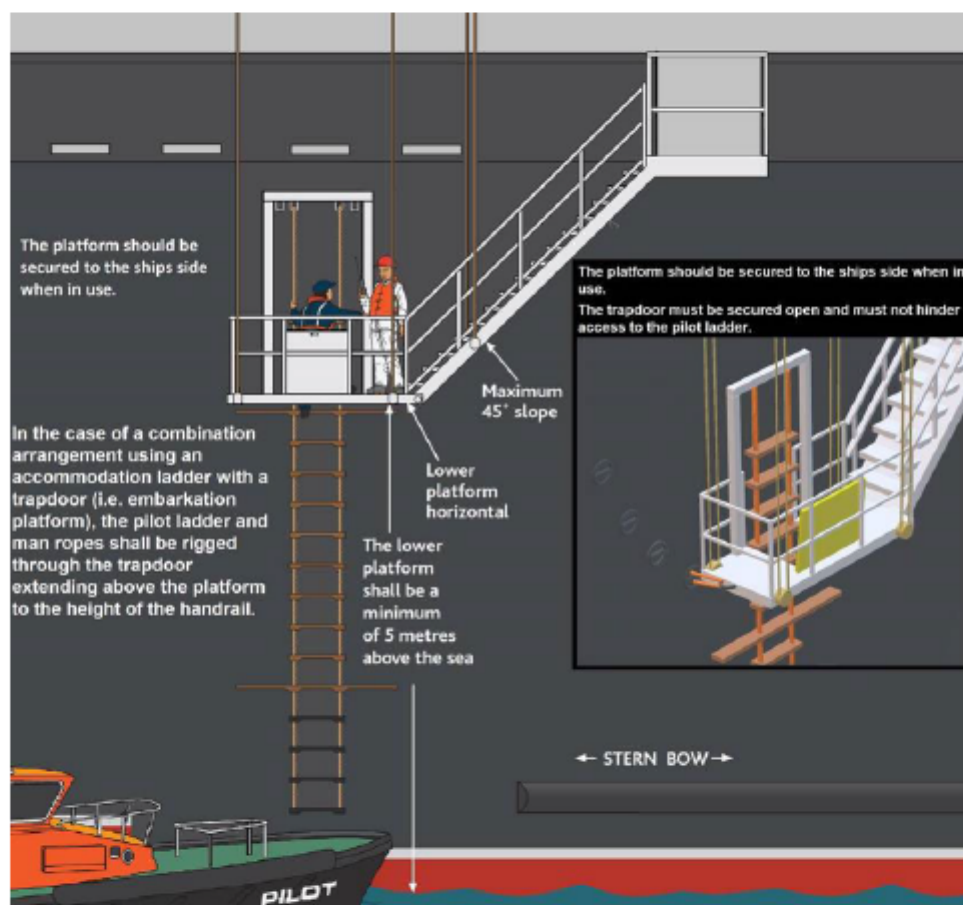 The platform should be
secured to the ships side
when in use.
The platform should be secured to the ships side when in
use.
The trapdoor must be secured open and must not hinder
access to the pilot ladder.
Maximum
45° slope
In the case of a combination
arrangement using an
accommodation ladder with a
trapdoor (i.e. embarkation
platform), the pilot ladder and
man ropes shall be rigged
through the trapdoor
extending above the platform
to the height of the handrail.
Lower
platform
horizontal
The lower
platform
shall be a
minimum
of 5 metres
above the sea
← STERN BOW →
PILOT